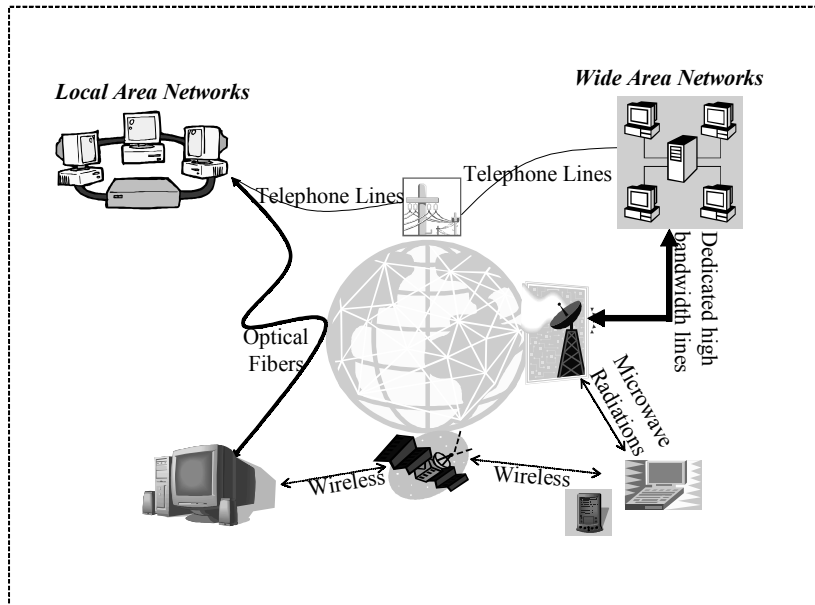 Wide Area Networks
Local Area Networks
Telephone Lines
Telephone Lines
Dedicated high
bandwidth lines
Optical
Fibers
Microwave
Radiations
Wireless
Wireless